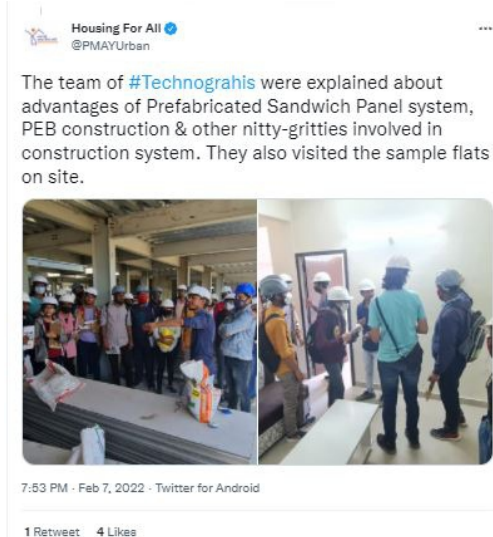 Housing For All
@PMAYUrban
The team of #Technograhis were explained about
advantages of Prefabricated Sandwich Panel system,
PEB construction & other nitty-gritties involved in
construction system. They also visited the sample flats
on site.
7:53 PM · Feb 7, 2022 · Twitter for Android
1 Retweet 4 Likes